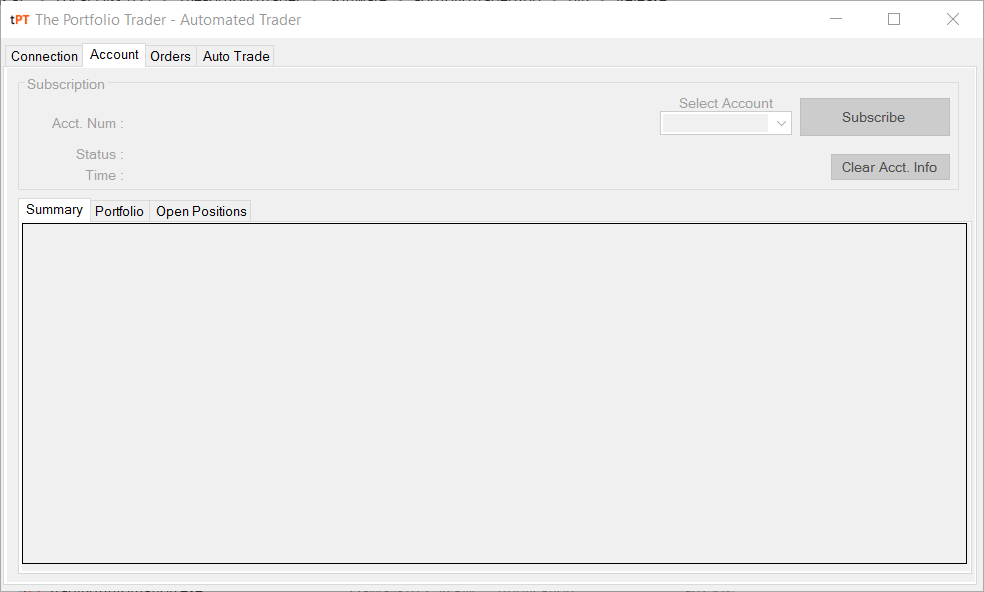 tPT The Portfolio Trader - Automated Trader
Connection Account Orders Auto Trade
Subscription
Select Account
Acct. Num :
Subscribe
Status :
Time :
Clear Acct. Info
Summary Portfolio Open Positions